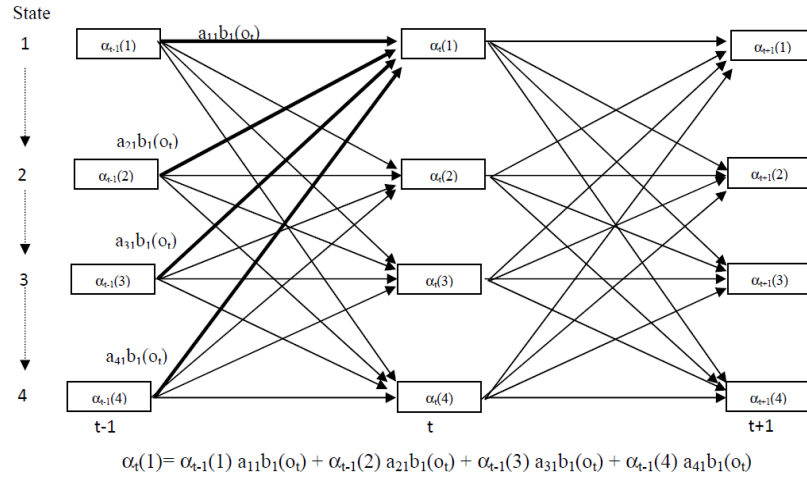 State
1 αt-1(1) a11b1(ot) αt(1) αt+1(1)
a21b1(ot)
2 αt-1(2) αt(2) αt+1(2)
a31b1(ot)
3 αt-1(3) αt(3) αt+1(3)
a41b1(ot)
4 αt-1(4) αt(4) αt+1(4)
t-1 t t+1
αt(1)= αt-1(1) a11b1(ot) + αt-1(2) a21b1(ot) + αt-1(3) a31b1(ot) + αt-1(4) a41b1(ot)